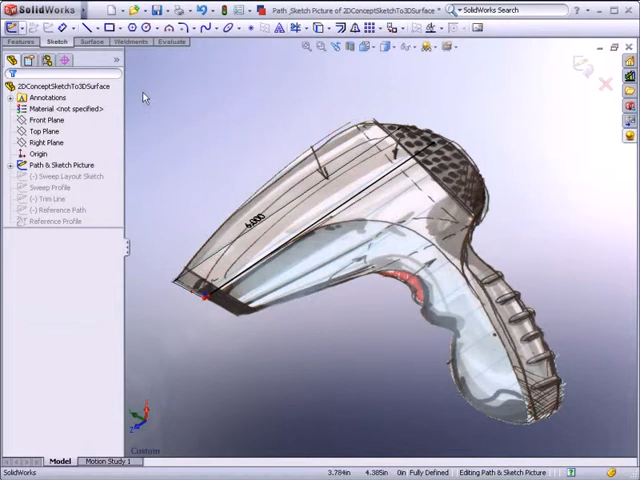 SolidWorks
Path_Sketch Picture of 2DConceptSketchTo3DSurface *
SolidWorks Search
Features
Sketch
Surface
Weldments
Evaluate
2DConceptSketchTo3DSurface
Annotations
Material <not specified>
Front Plane
Top Plane
Right Plane
Origin
Path & Sketch Picture
(-) Sweep Layout Sketch
Sweep Profile
(-) Trim Line
(-) Reference Path
Reference Profile
6.000
Custom
Model
Motion Study 1
SolidWorks
3.784in
4.385in
0in
Fully Defined
Editing Path & Sketch Picture